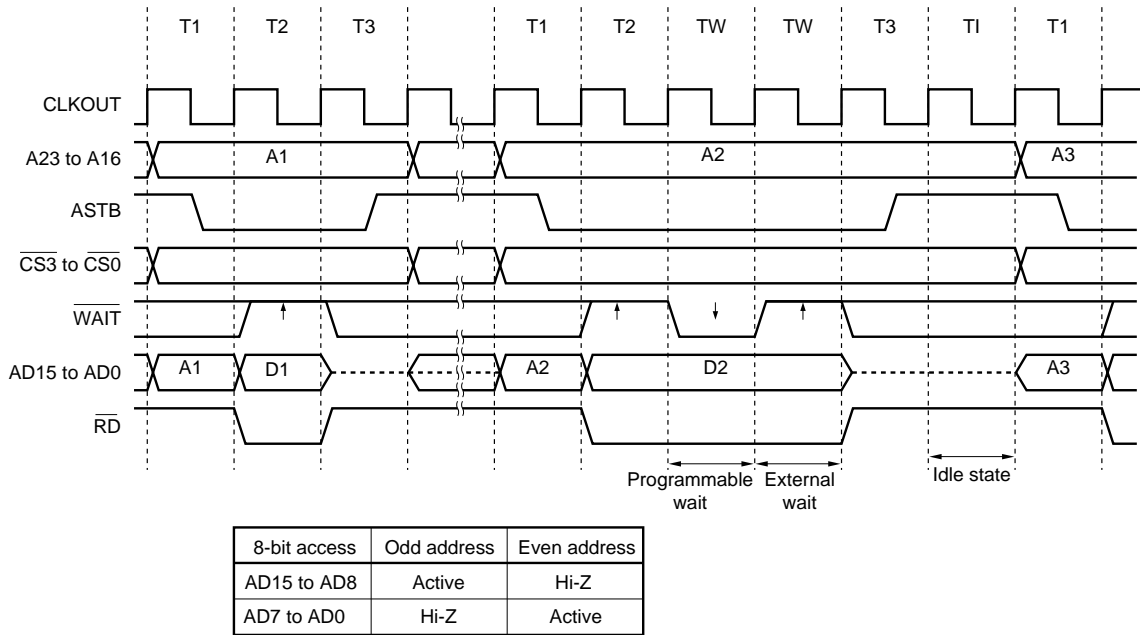 T1 T2 T3 T1 T2 TW TW T3 TI T1
CLKOUT
A23 to A16 A1 A2 A3
ASTB
CS3 to CS0
WAIT
AD15 to AD0 A1 D1 A2 D2 A3
RD
Programmable wait
External wait
Idle state
8-bit access Odd address Even address
AD15 to AD8 Active Hi-Z
AD7 to AD0 Hi-Z Active